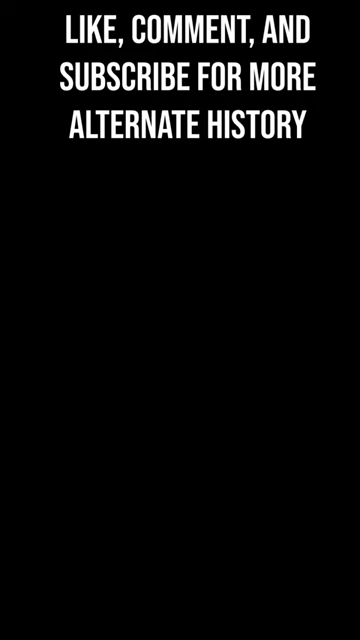 LIKE, COMMENT, AND
SUBSCRIBE FOR MORE
ALTERNATE HISTORY